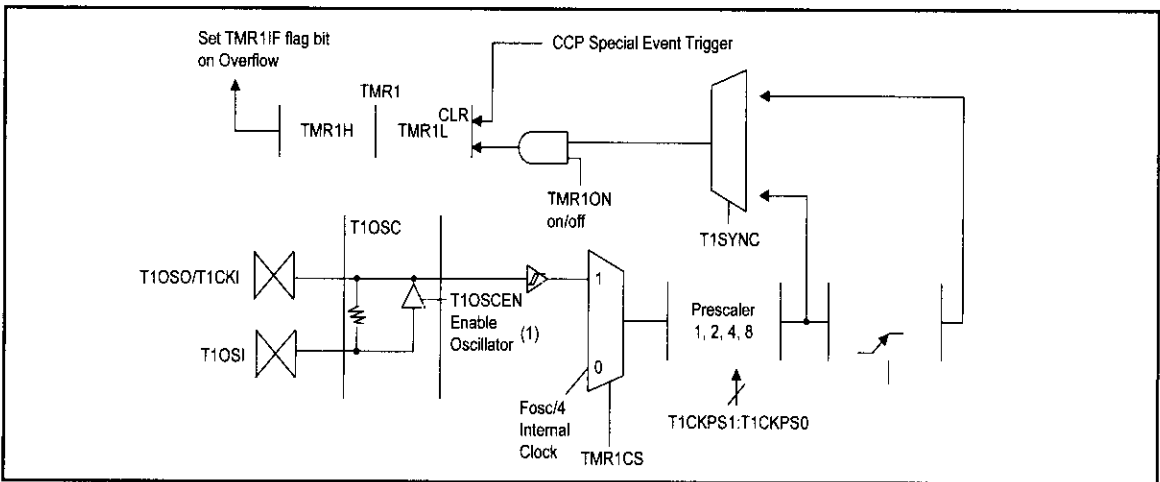 Set TMR1IF flag bit
on Overflow
CCP Special Event Trigger
TMR1
CLR
TMR1H
TMR1L
TMR1ON
on/off
T1SYNC
T1OSC
T1OSO/T1CKI
T1OSCEN
Enable
Oscillator (1)
T1OSI
1
0
Prescaler
1, 2, 4, 8
Fosc/4
Internal
Clock
T1CKPS1:T1CKPS0
TMR1CS